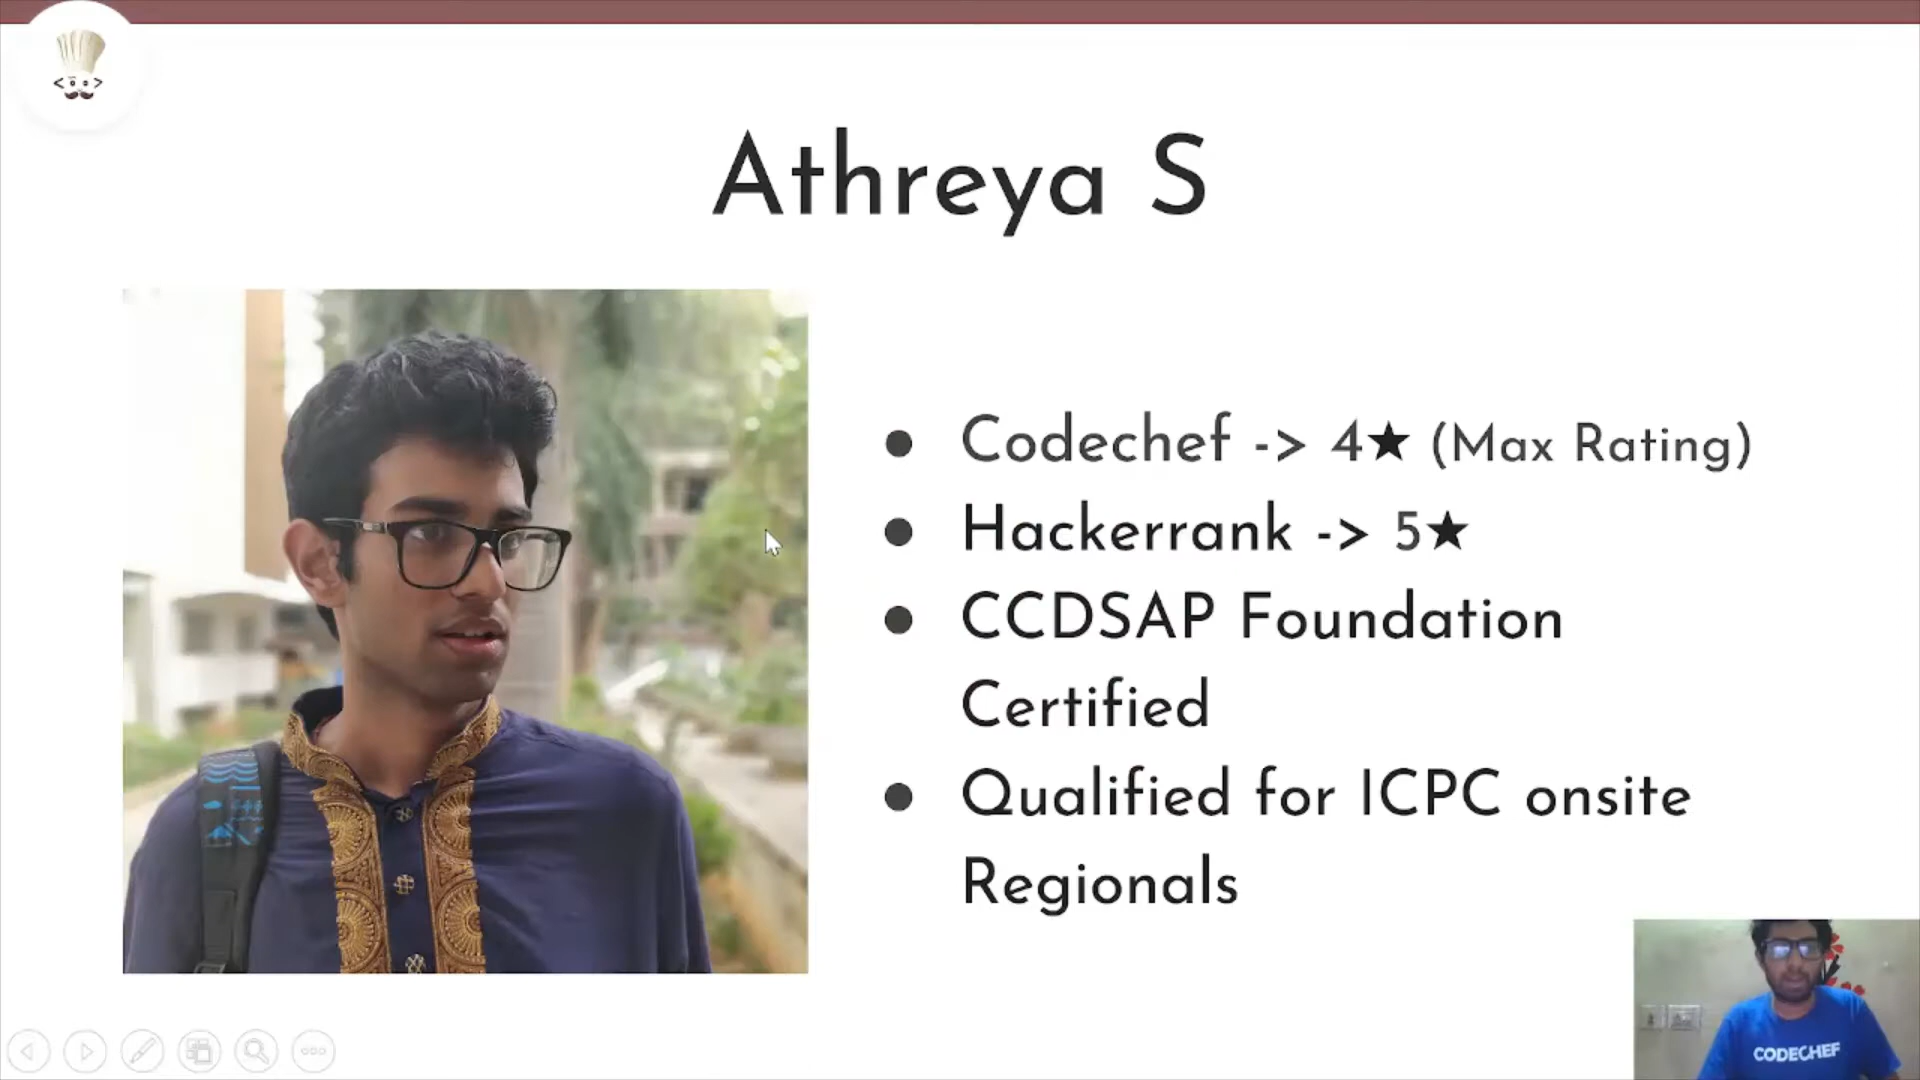 Athreya S
● Codechef -> 4★ (Max Rating)
● Hackerrank -> 5★
● CCDSAP Foundation
Certified
● Qualified for ICPC onsite
Regionals
CODECHEF